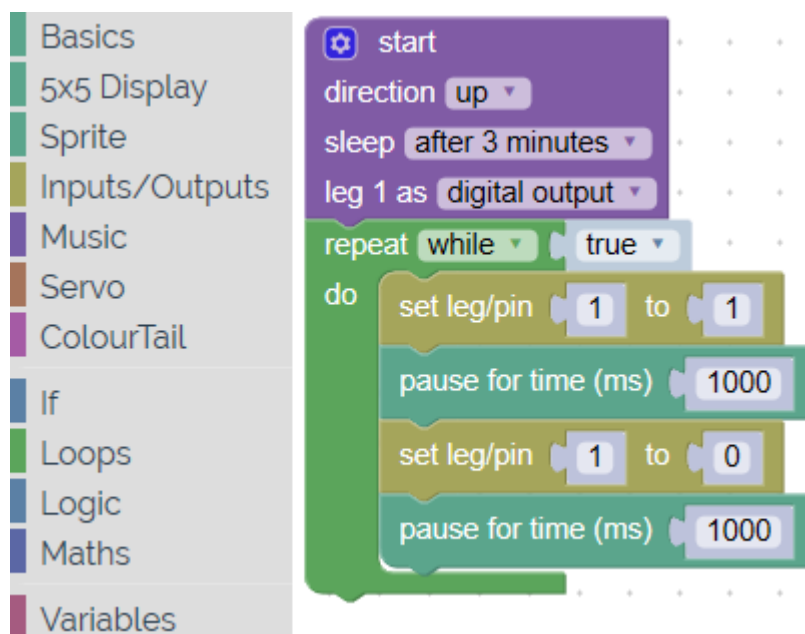 Basics
5x5 Display
Sprite
Inputs/Outputs
Music
Servo
ColourTail
If
Loops
Logic
Maths
Variables
start
direction up
sleep after 3 minutes
leg 1 as digital output
repeat while true
do
set leg/pin 1 to 1
pause for time (ms) 1000
set leg/pin 1 to 0
pause for time (ms) 1000